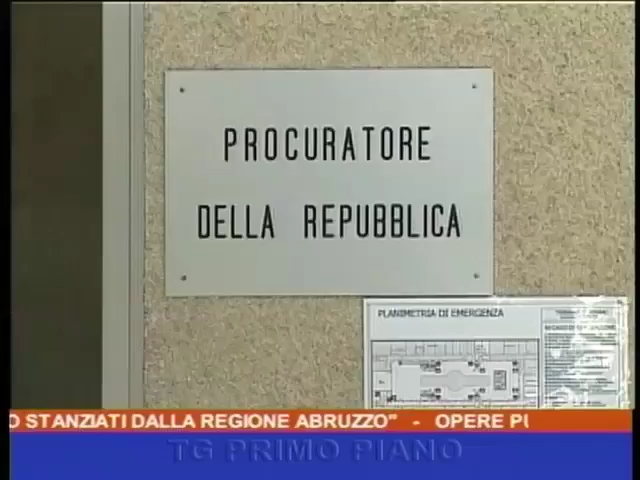 PROCURATORE
DELLA REPUBBLICA
PLANIMETRIA DI EMERGENZA
O STANZIATI DALLA REGIONE ABRUZZO" - OPERE PU
TG PRIMO PIANO